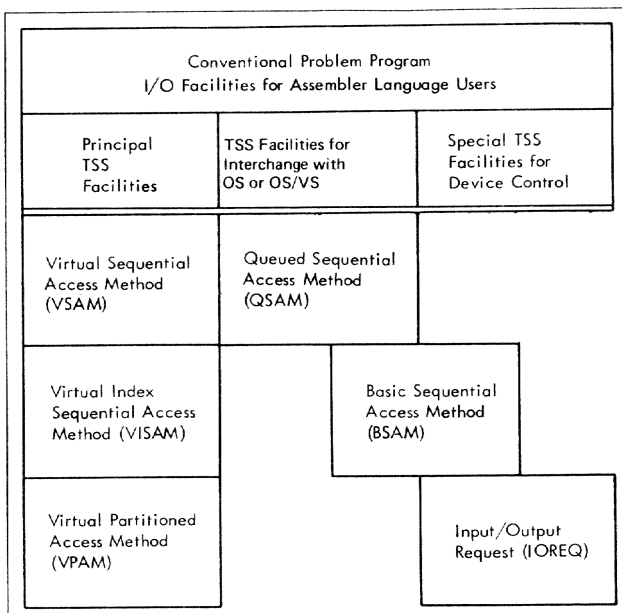 Conventional Problem Program
I/O Facilities for Assembler Language Users
Principal
TSS
Facilities
TSS Facilities for
Interchange with
OS or OS/VS
Special TSS
Facilities for
Device Control
Virtual Sequential
Access Method
(VSAM)
Queued Sequential
Access Method
(QSAM)
Virtual Index
Sequential Access
Method (VISAM)
Basic Sequential
Access Method
(BSAM)
Virtual Partitioned
Access Method
(VPAM)
Input/Output
Request (IOREQ)